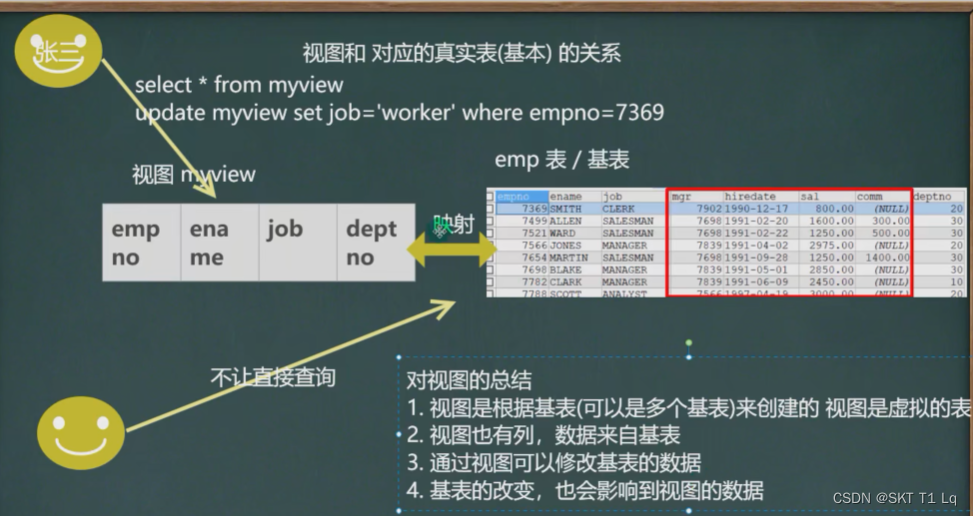 张三
视图和 对应的真实表(基本) 的关系
select * from myview
update myview set job='worker' where empno=7369
视图 myview
emp 表 / 基表
emp ena job dept
no me no
映射
empno ename job mgr hiredate sal comm deptno
7369 SMITH CLERK 7902 1990-12-17 800.00 (NULL) 20
7499 ALLEN SALESMAN 7698 1991-02-20 1600.00 300.00 30
7521 WARD SALESMAN 7698 1991-02-22 1250.00 500.00 30
7566 JONES MANAGER 7839 1991-04-02 2975.00 (NULL) 20
7654 MARTIN SALESMAN 7698 1991-09-28 1250.00 1400.00 30
7698 BLAKE MANAGER 7839 1991-05-01 2850.00 (NULL) 30
7782 CLARK MANAGER 7839 1991-06-09 2450.00 (NULL) 10
7788 SCOTT ANALYST 7566 1997-04-19 3000.00 (NULL) 20
不让直接查询
对视图的总结
1. 视图是根据基表(可以是多个基表)来创建的 视图是虚拟的表
2. 视图也有列，数据来自基表
3. 通过视图可以修改基表的数据
4. 基表的改变，也会影响到视图的数据
CSDN @SKT T1 Lq